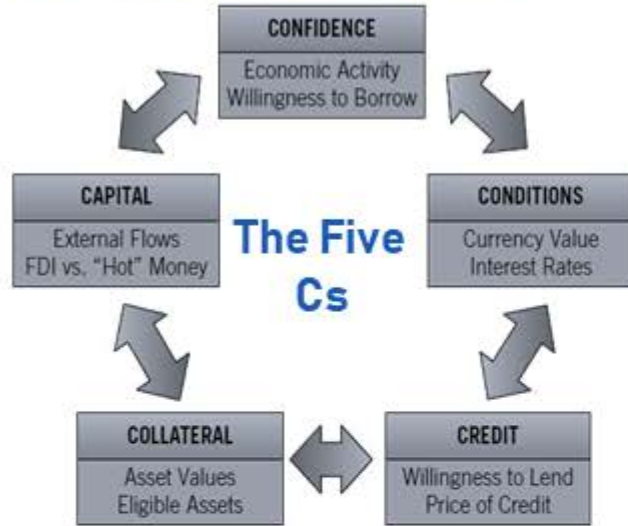 CONFIDENCE
Economic Activity
Willingness to Borrow
CAPITAL
External Flows
FDI vs, "Hot" Money
The Five
Cs
CONDITIONS
Currency Value
Interest Rates
COLLATERAL
Asset Values
Eligible Assets
CREDIT
Willingness to Lend
Price of Credit